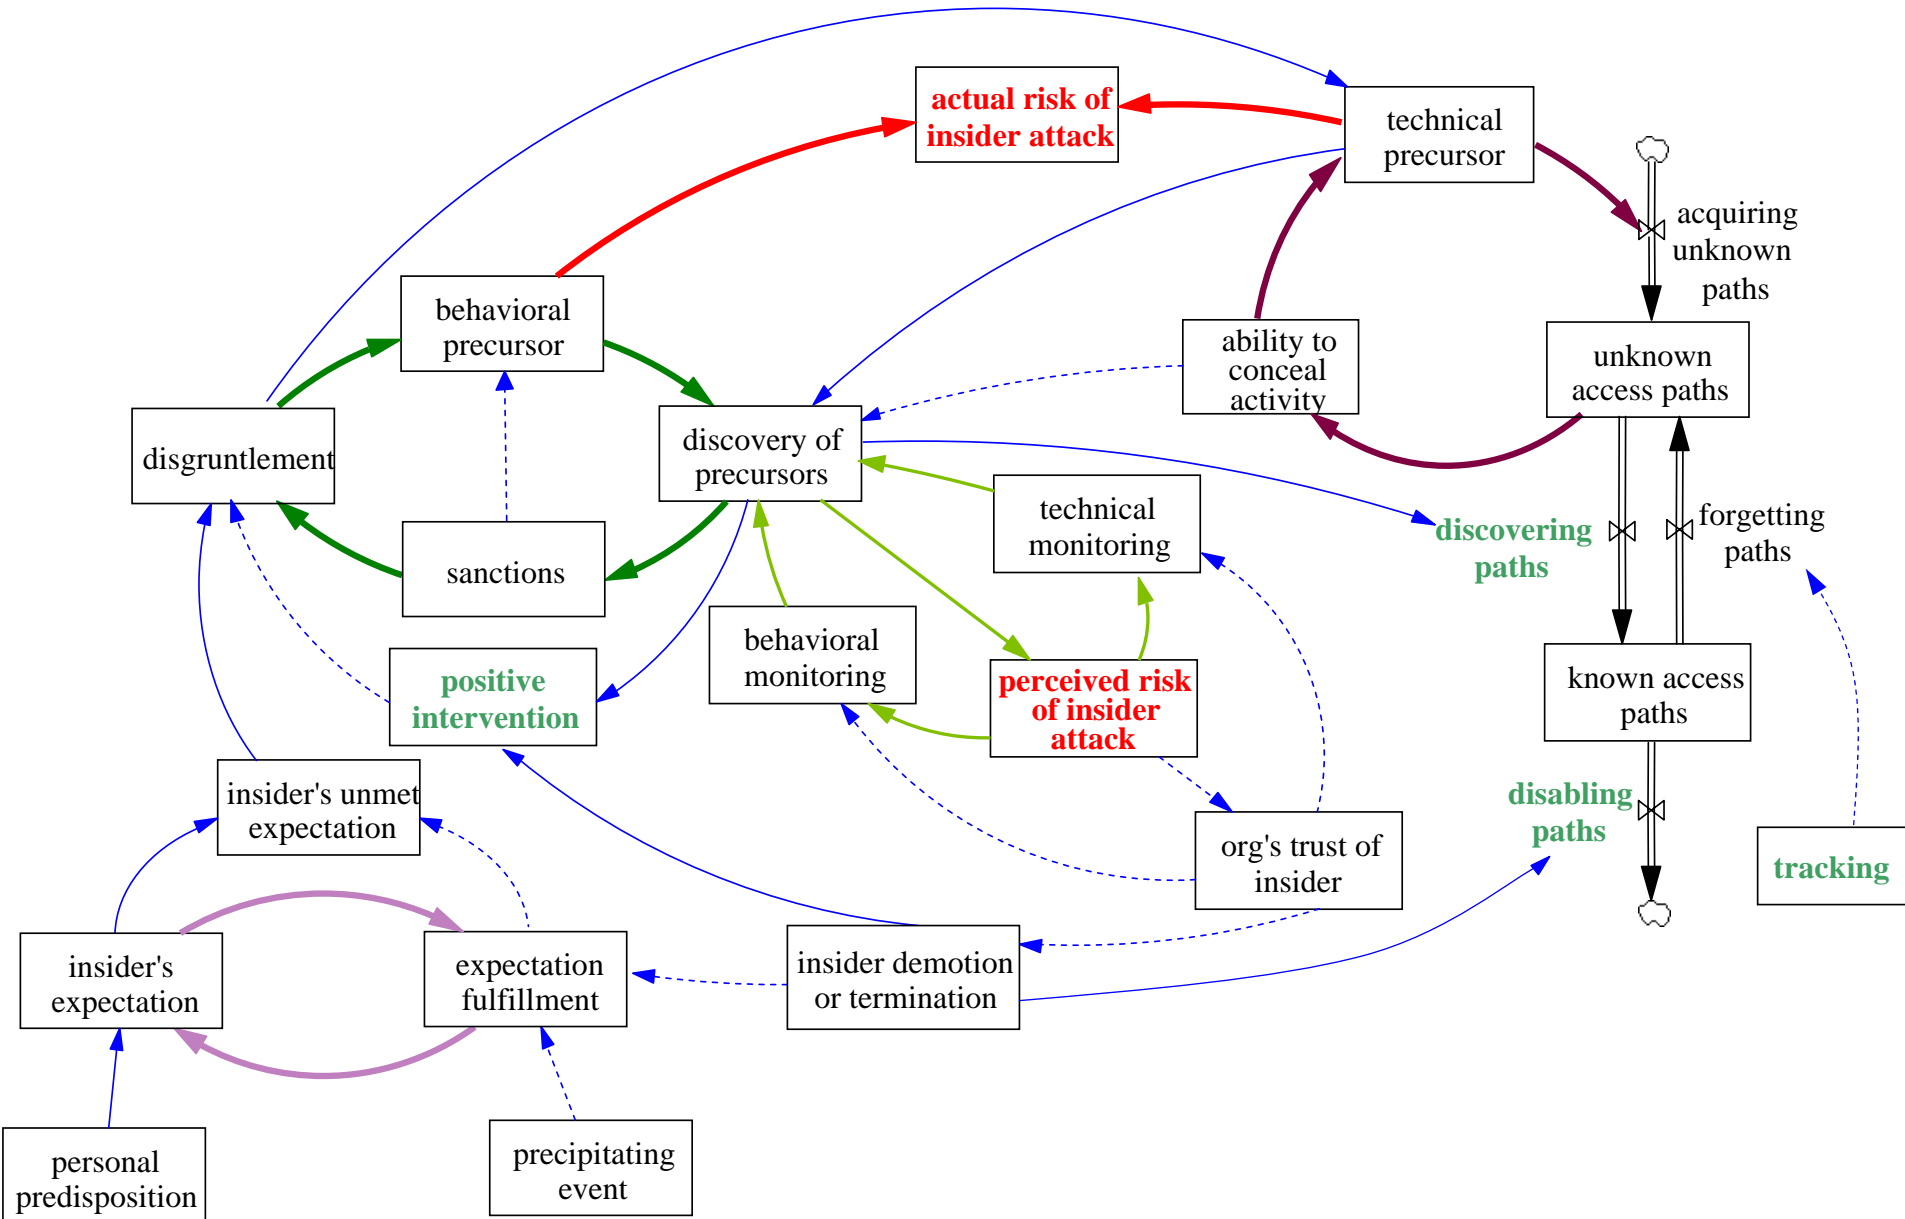 actual risk of
insider attack
technical
precursor
acquiring
unknown
paths
behavioral
precursor
ability to
conceal
activity
unknown
access paths
disgruntlement
discovery of
precursors
technical
monitoring
discovering
paths
forgetting
paths
sanctions
behavioral
monitoring
positive
intervention
perceived risk
of insider
attack
known access
paths
insider's unmet
expectation
disabling
paths
org's trust of
insider
tracking
insider's
expectation
expectation
fulfillment
insider demotion
or termination
personal
predisposition
precipitating
event